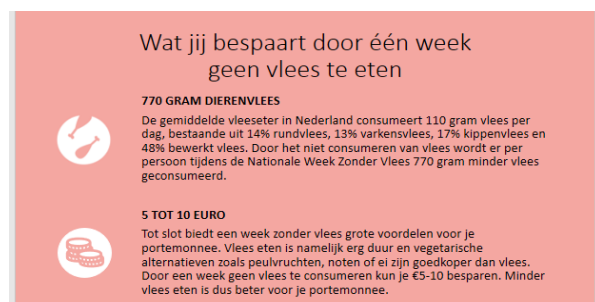 Wat jij bespaart door één week
geen vlees te eten
770 GRAM DIERENVLEES
De gemiddelde vleeseter in Nederland consumeert 110 gram vlees per
dag, bestaande uit 14% rundvlees, 13% varkensvlees, 17% kippenvlees en
48% bewerkt vlees. Door het niet consumeren van vlees wordt er per
persoon tijdens de Nationale Week Zonder Vlees 770 gram minder vlees
geconsumeerd.
5 TOT 10 EURO
Tot slot biedt een week zonder vlees grote voordelen voor je
portemonnee. Vlees eten is namelijk erg duur en vegetarische
alternatieven zoals peulvruchten, noten of ei zijn goedkoper dan vlees.
Door een week geen vlees te consumeren kun je €5-10 besparen. Minder
vlees eten is dus beter voor je portemonnee.